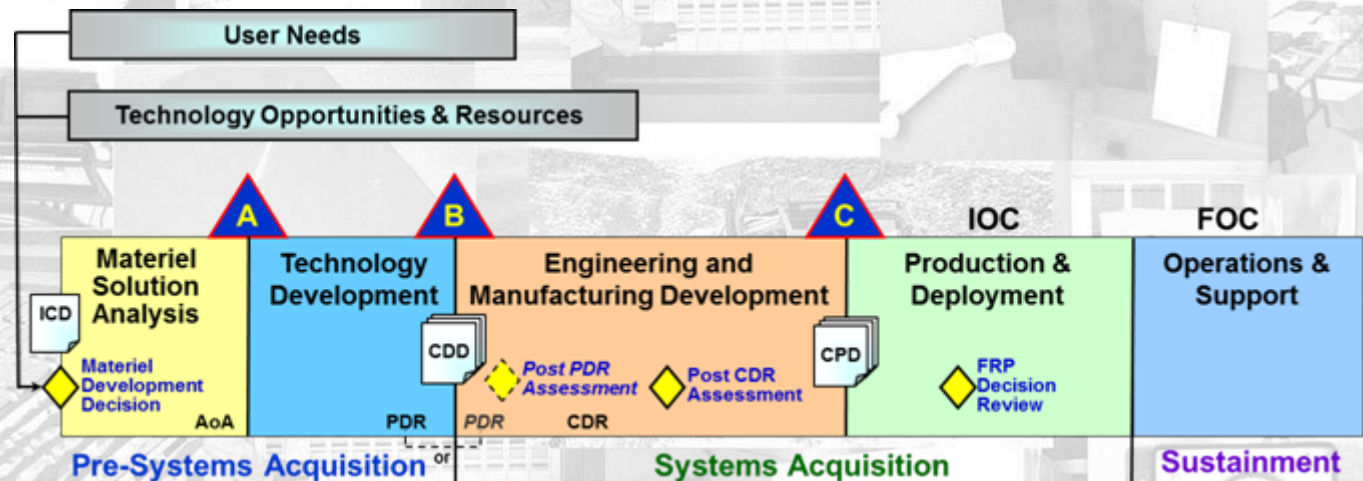 User Needs
Technology Opportunities & Resources
A
B
C
IOC
FOC
Materiel
Solution
Analysis
Technology
Development
Engineering and
Manufacturing Development
Production &
Deployment
Operations &
Support
ICD
CDD
CPD
Materiel
Development
Decision
Post PDR
Assessment
Post CDR
Assessment
FRP
Decision
Review
AoA
PDR
PDR
CDR
or
Pre-Systems Acquisition
Systems Acquisition
Sustainment